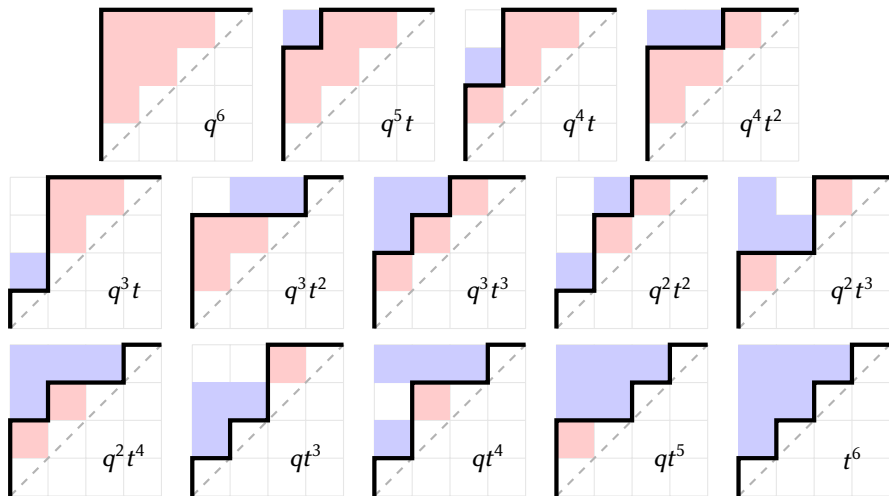 q⁶ q⁵t q⁴t q⁴t²
q³t q³t² q³t³ q²t² q²t³
q²t⁴ qt³ qt⁴ qt⁵ t⁶